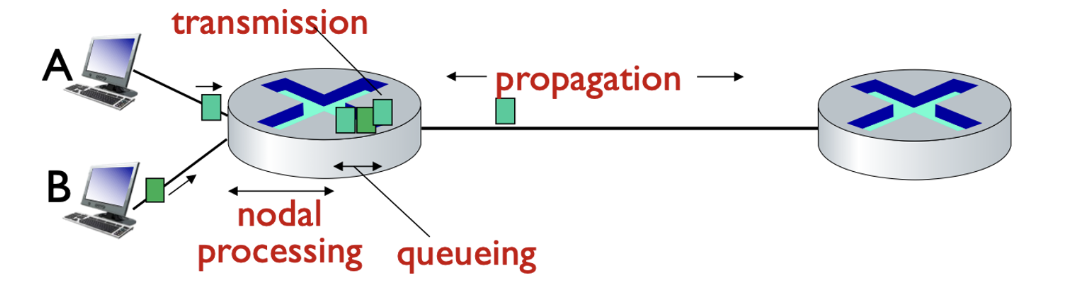 transmission
A
propagation
B
nodal
processing
queueing